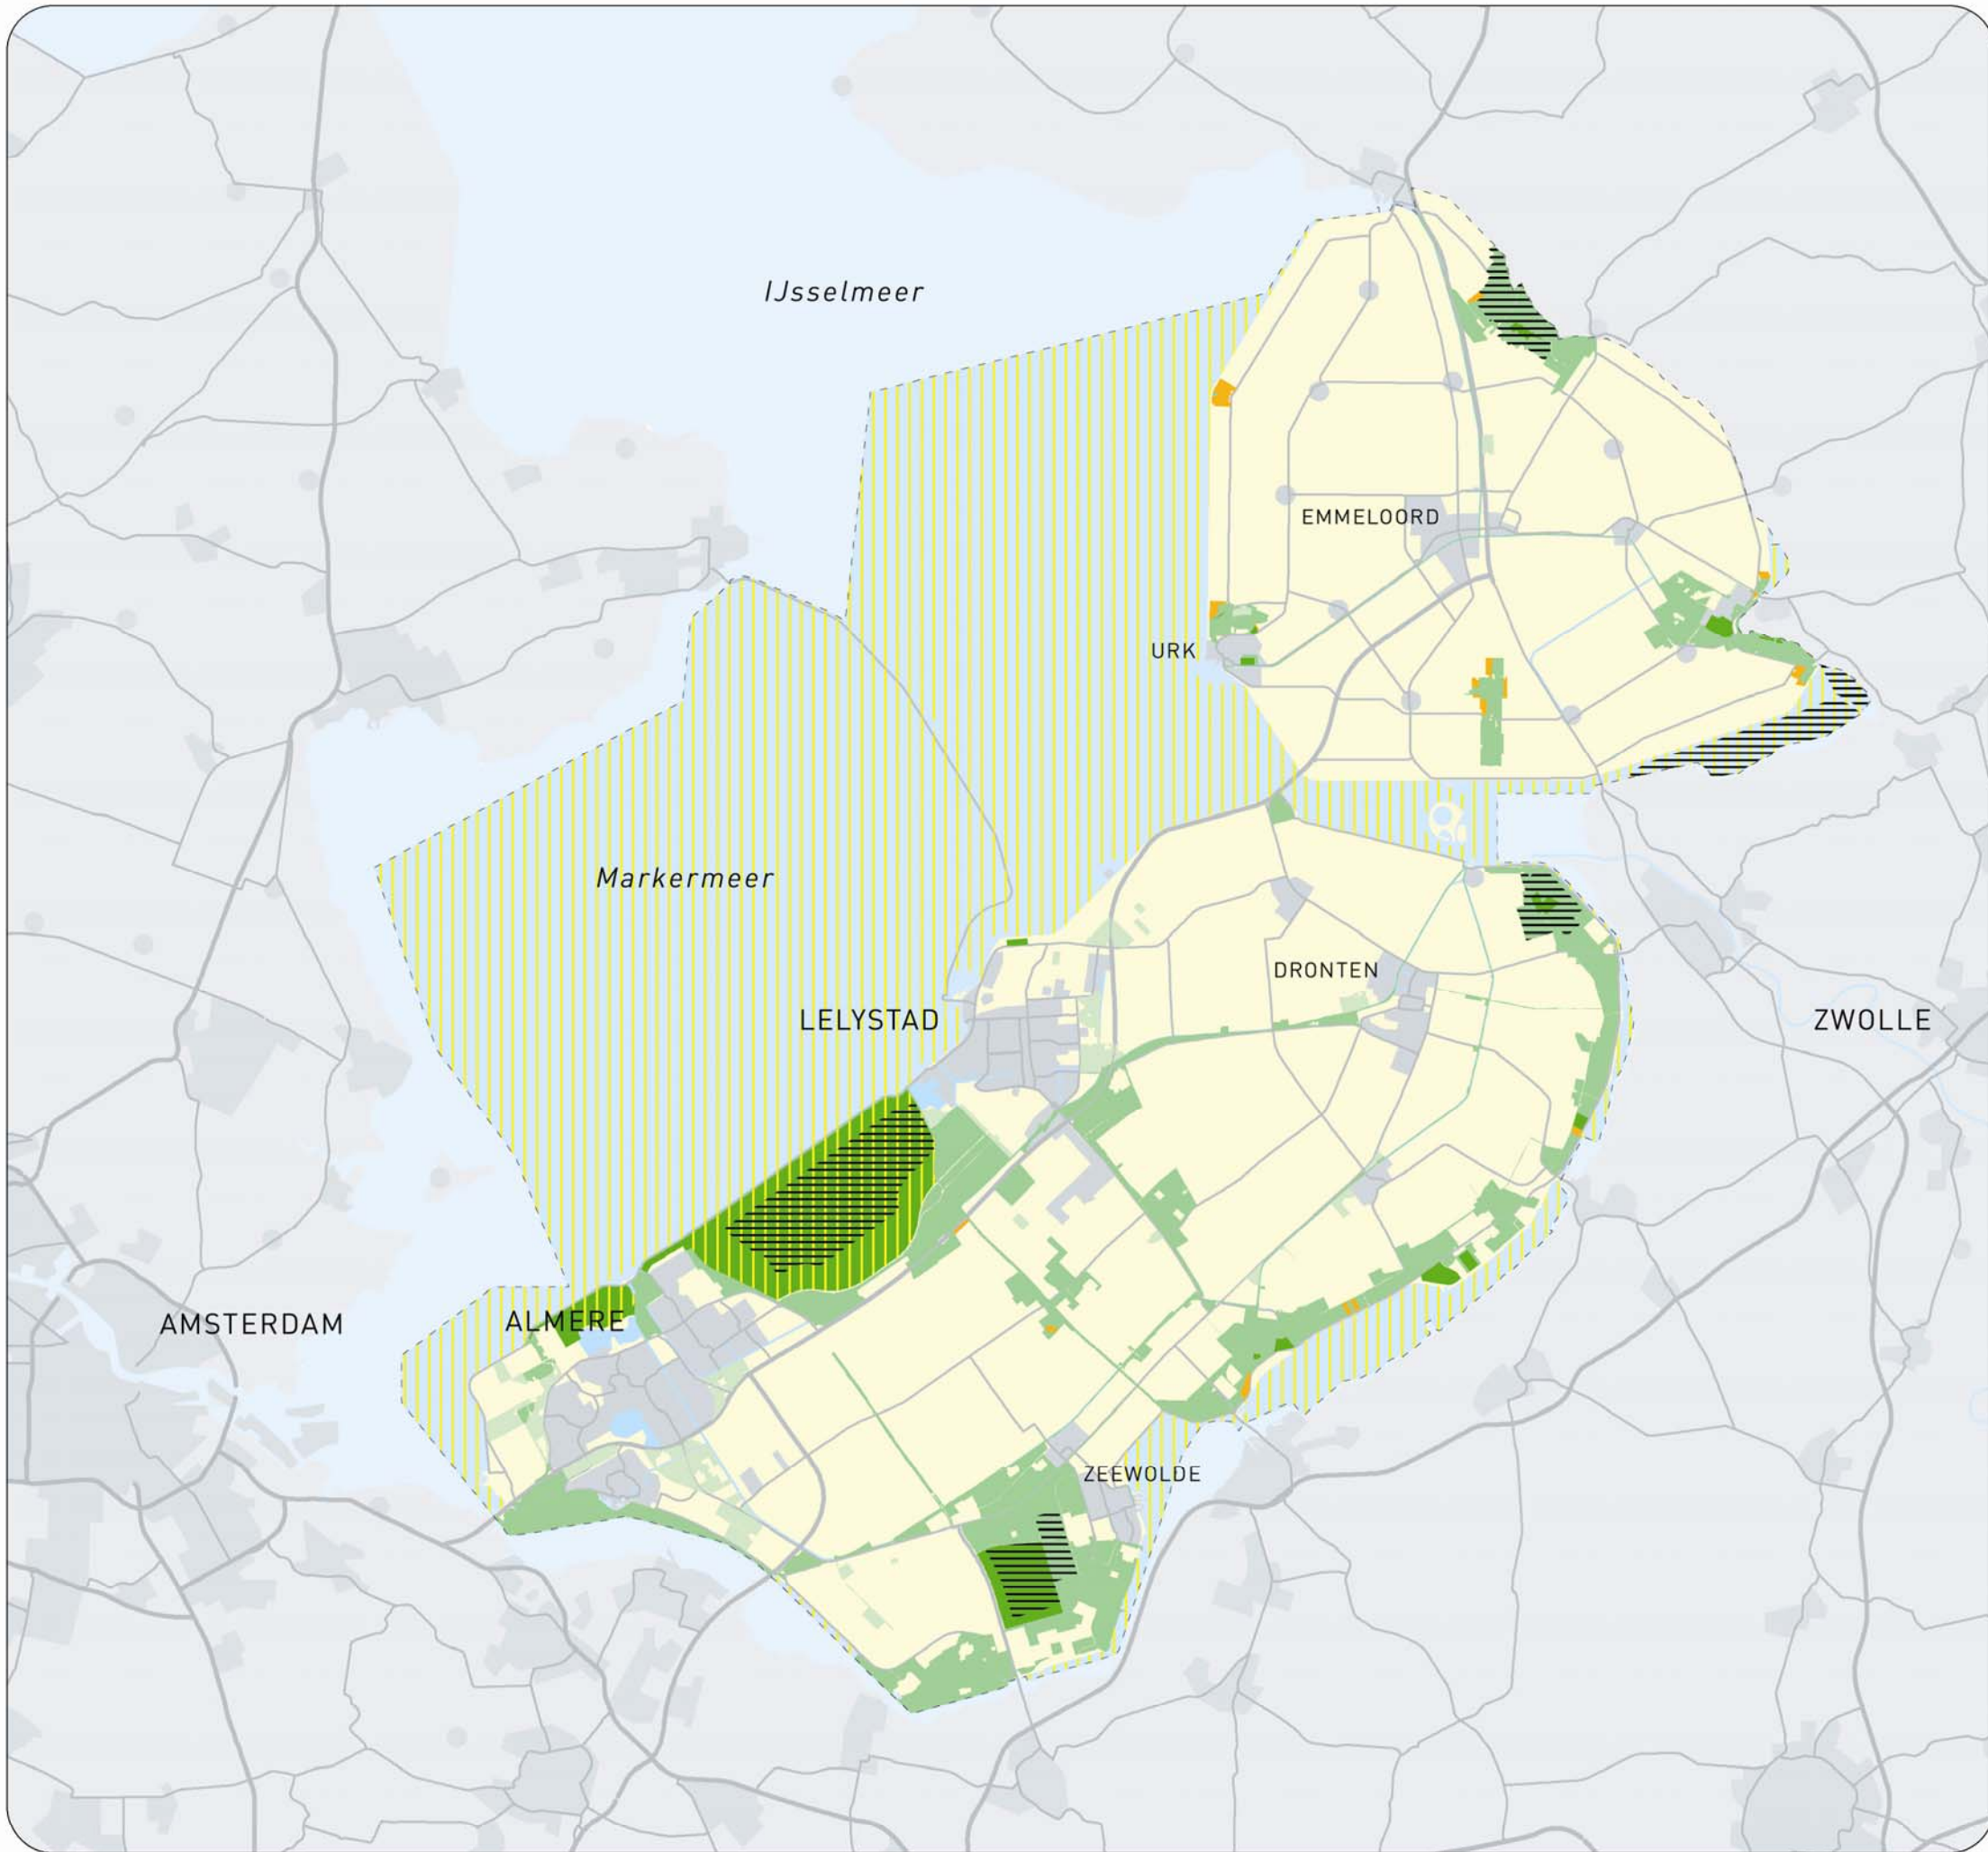 IJsselmeer
EMMELOORD
URK
Markermeer
DRONTEN
LELYSTAD
ZWOLLE
AMSTERDAM
ALMERE
ZEEWOLDE